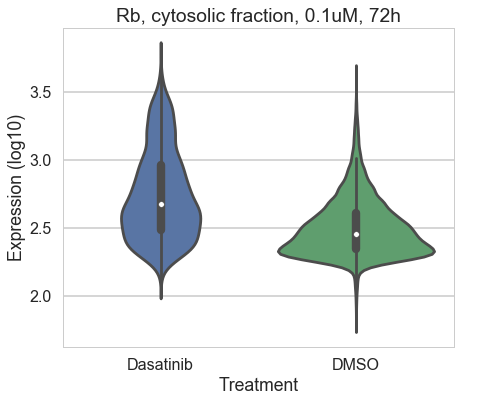 Rb, cytosolic fraction, 0.1uM, 72h
Expression (log10)
3.5
3.0
2.5
2.0
Dasatinib DMSO
Treatment